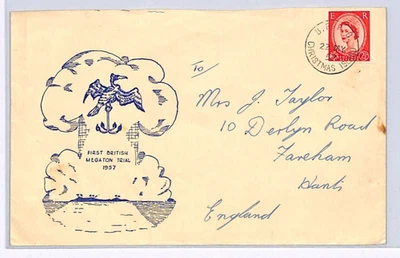 FIRST BRITISH
MEGATON TRIAL
1957
E R
CHRISTMAS
To/
Mrs J. Taylor
10 Derlyn Road
Fareham
Hants
England